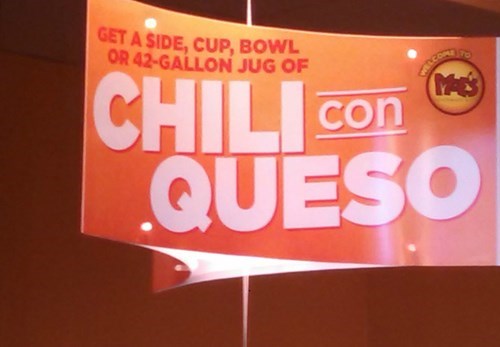 GET A SIDE, CUP, BOWL
OR 42-GALLON JUG OF
CHILI con
QUESO
WELCOME TO
MOE'S